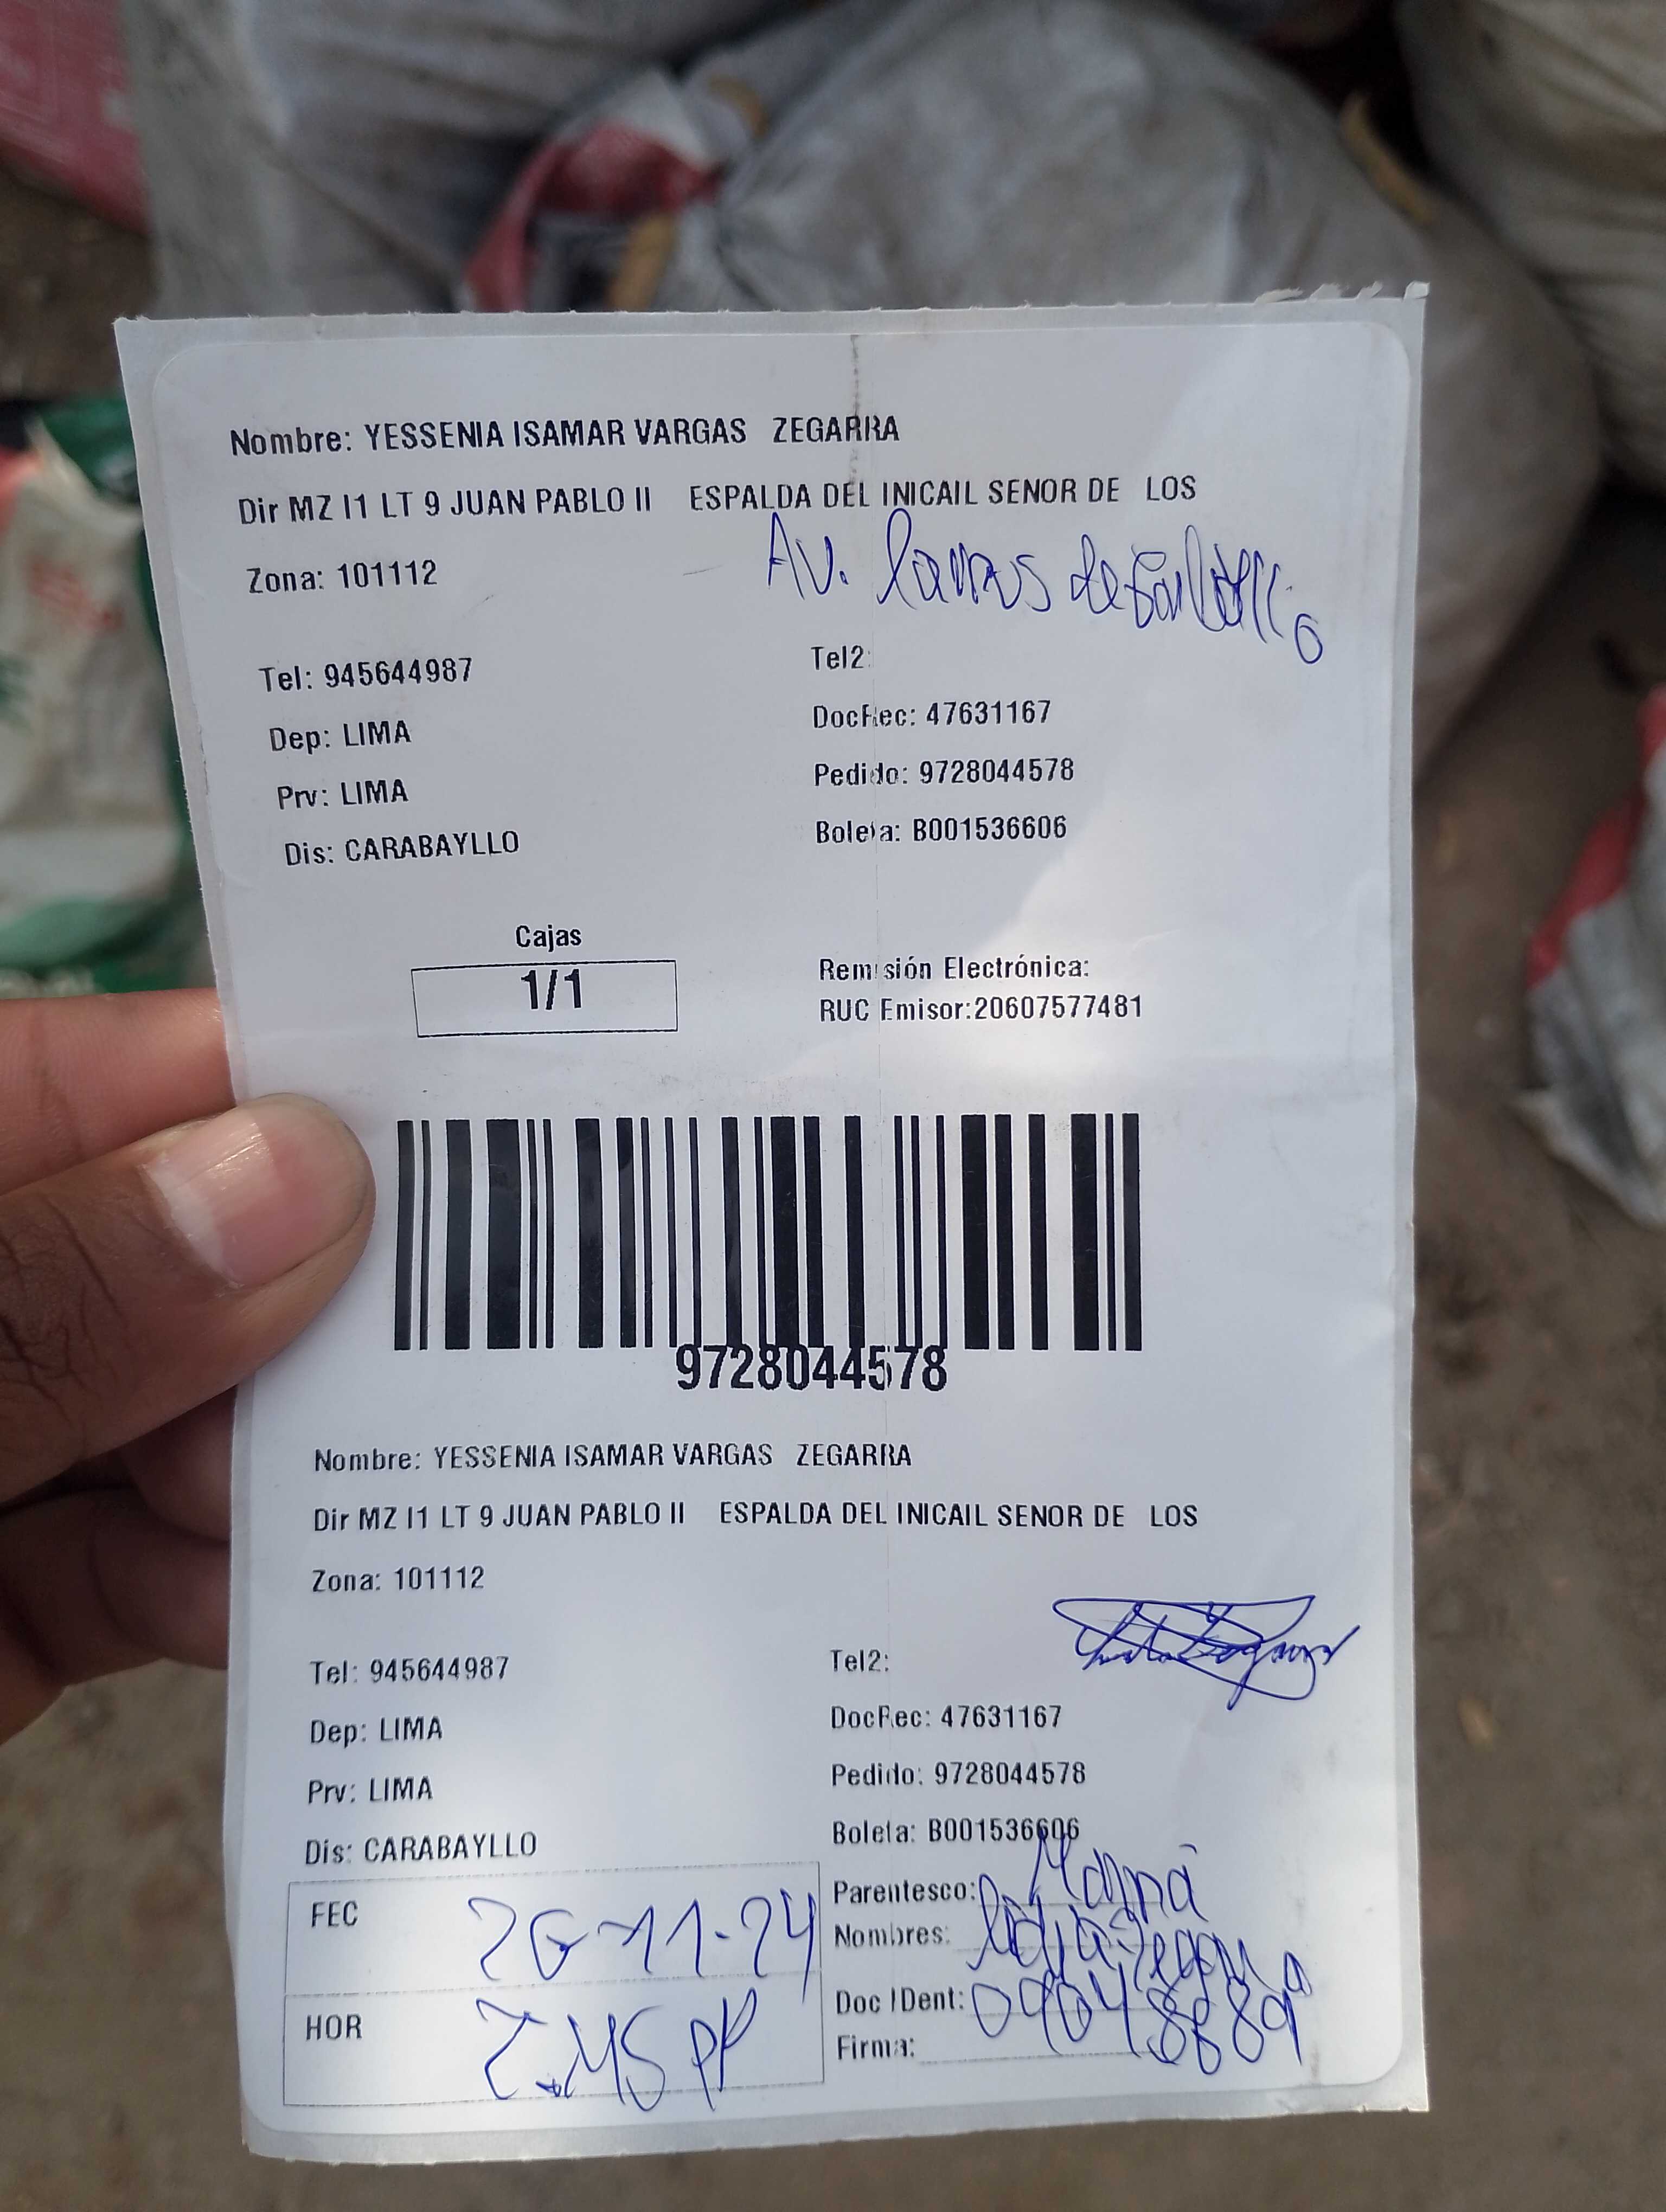 Nombre: YESSENIA ISAMAR VARGAS ZEGARRA
Dir MZ I1 LT 9 JUAN PABLO II ESPALDA DEL INICAIL SENOR DE LOS
Av.
Zona: 101112
Tel: 945644987
Tel2:
Dep: LIMA
DocRec: 47631167
Prv: LIMA
Pedido: 9728044578
Dis: CARABAYLLO
Boleta: B001536606
Cajas
1/1
Remisión Electrónica:
RUC Emisor:20607577481
9728044578
Nombre: YESSENIA ISAMAR VARGAS ZEGARRA
Dir MZ I1 LT 9 JUAN PABLO II ESPALDA DEL INICAIL SENOR DE LOS
Zona: 101112
Tel: 945644987
Tel2:
Dep: LIMA
DocRec: 47631167
Prv: LIMA
Pedido: 9728044578
Dis: CARABAYLLO
Boleta: B001536606
FEC 26-11-24
Parentesco: Mamá
Nombres:
HOR 2:45 pm
Doc IDent:
Firma: